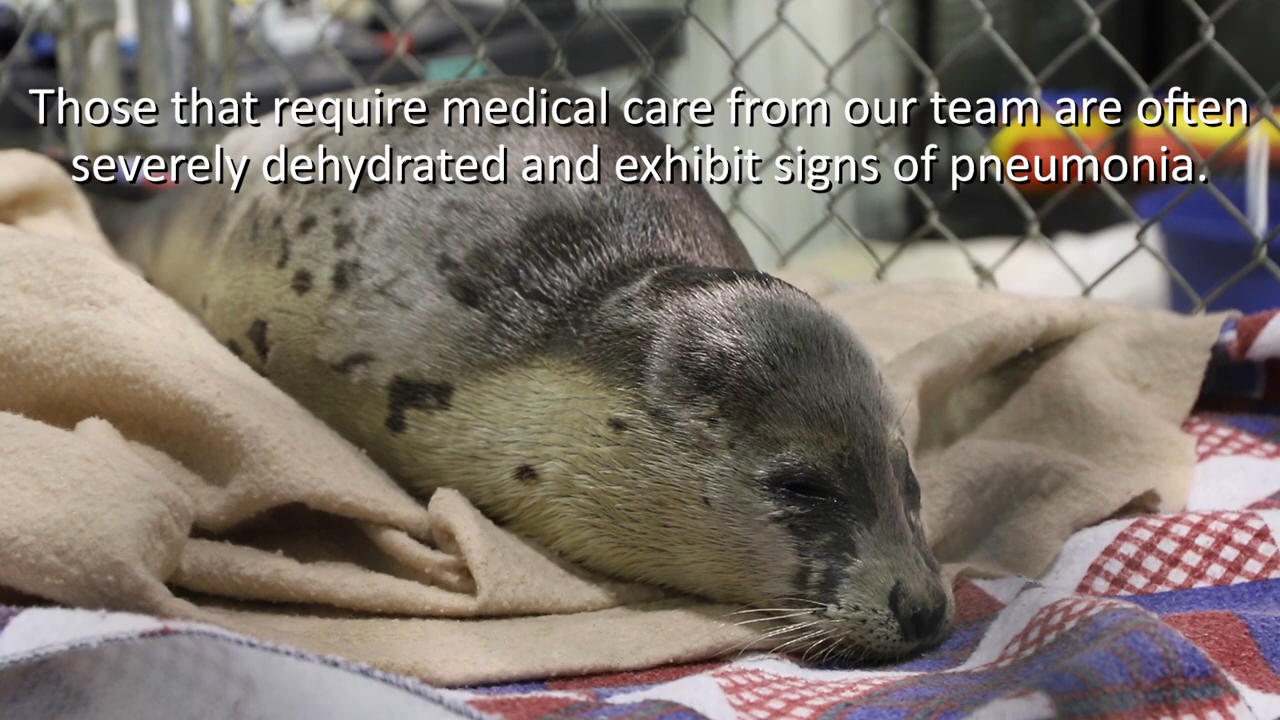 Those that require medical care from our team are often
severely dehydrated and exhibit signs of pneumonia.